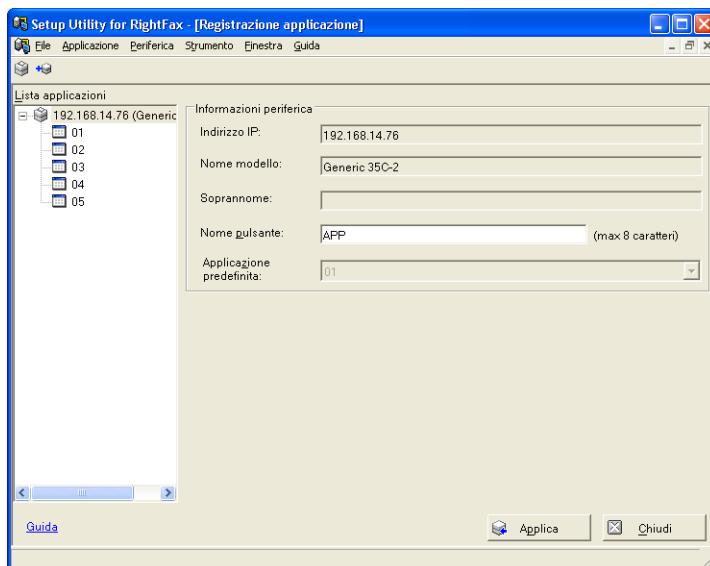 Setup Utility for RightFax - [Registrazione applicazione]
File Applicazione Periferica Strumento Finestra Guida
Lista applicazioni
192.168.14.76 (Generic
01
02
03
04
05
Informazioni periferica
Indirizzo IP: 192.168.14.76
Nome modello: Generic 35C-2
Soprannome:
Nome pulsante: APP (max 8 caratteri)
Applicazione
predefinita: 01
Guida
Applica
Chiudi